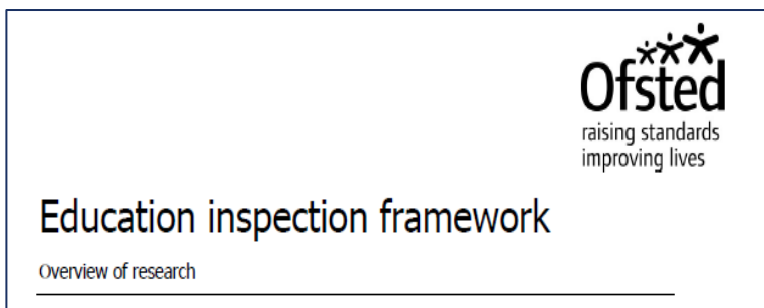 Ofsted
raising standards
improving lives
Education inspection framework
Overview of research